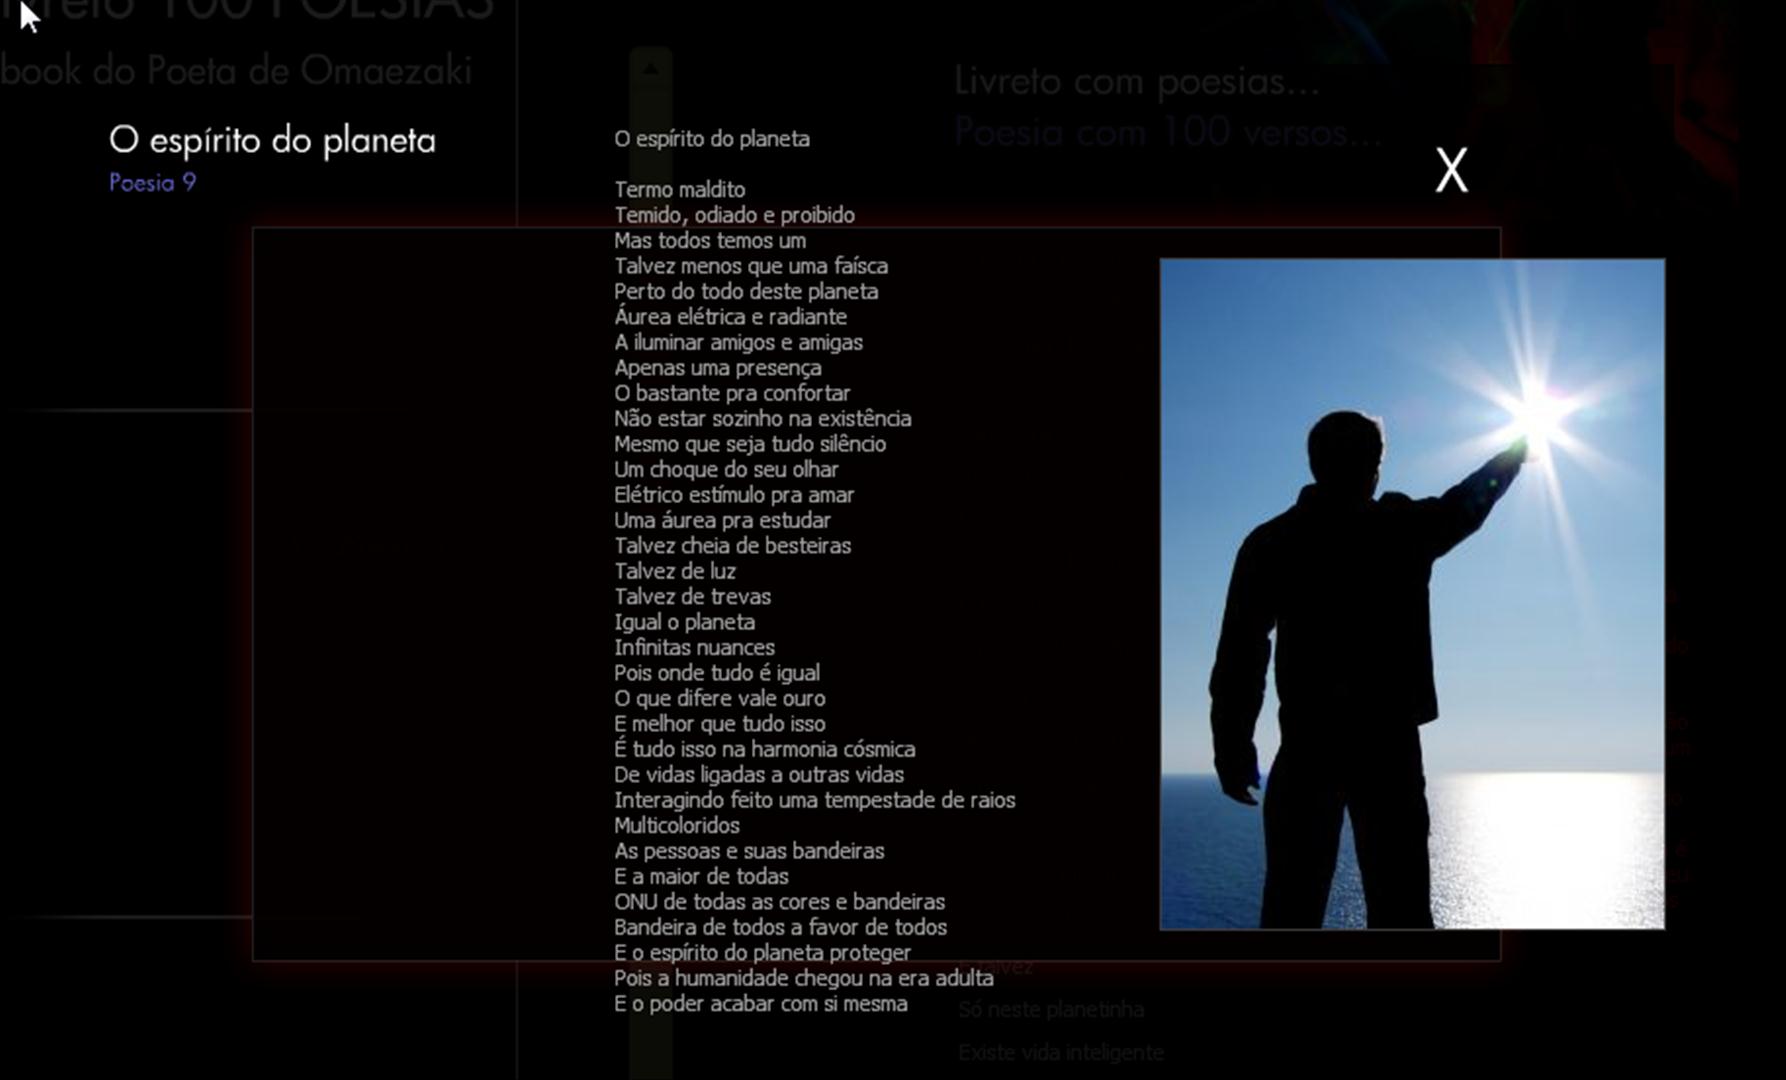 Livreto 100 POESIAS
book do Poeta de Omaezaki
Livreto com poesias...
Poesia com 100 versos...
O espírito do planeta
Poesia 9
X
O espírito do planeta
Termo maldito
Temido, odiado e proibido
Mas todos temos um
Talvez menos que uma faísca
Perto do todo deste planeta
Áurea elétrica e radiante
A iluminar amigos e amigas
Apenas uma presença
O bastante pra confortar
Não estar sozinho na existência
Mesmo que seja tudo silêncio
Um choque do seu olhar
Elétrico estímulo pra amar
Uma áurea pra estudar
Talvez cheia de besteiras
Talvez de luz
Talvez de trevas
Igual o planeta
Infinitas nuances
Pois onde tudo é igual
O que difere vale ouro
E melhor que tudo isso
É tudo isso na harmonia cósmica
De vidas ligadas a outras vidas
Interagindo feito uma tempestade de raios
Multicoloridos
As pessoas e suas bandeiras
E a maior de todas
ONU de todas as cores e bandeiras
Bandeira de todos a favor de todos
E o espírito do planeta proteger
Pois a humanidade chegou na era adulta
E o poder acabar com si mesma
E talvez
Só neste planetinha
Existe vida inteligente